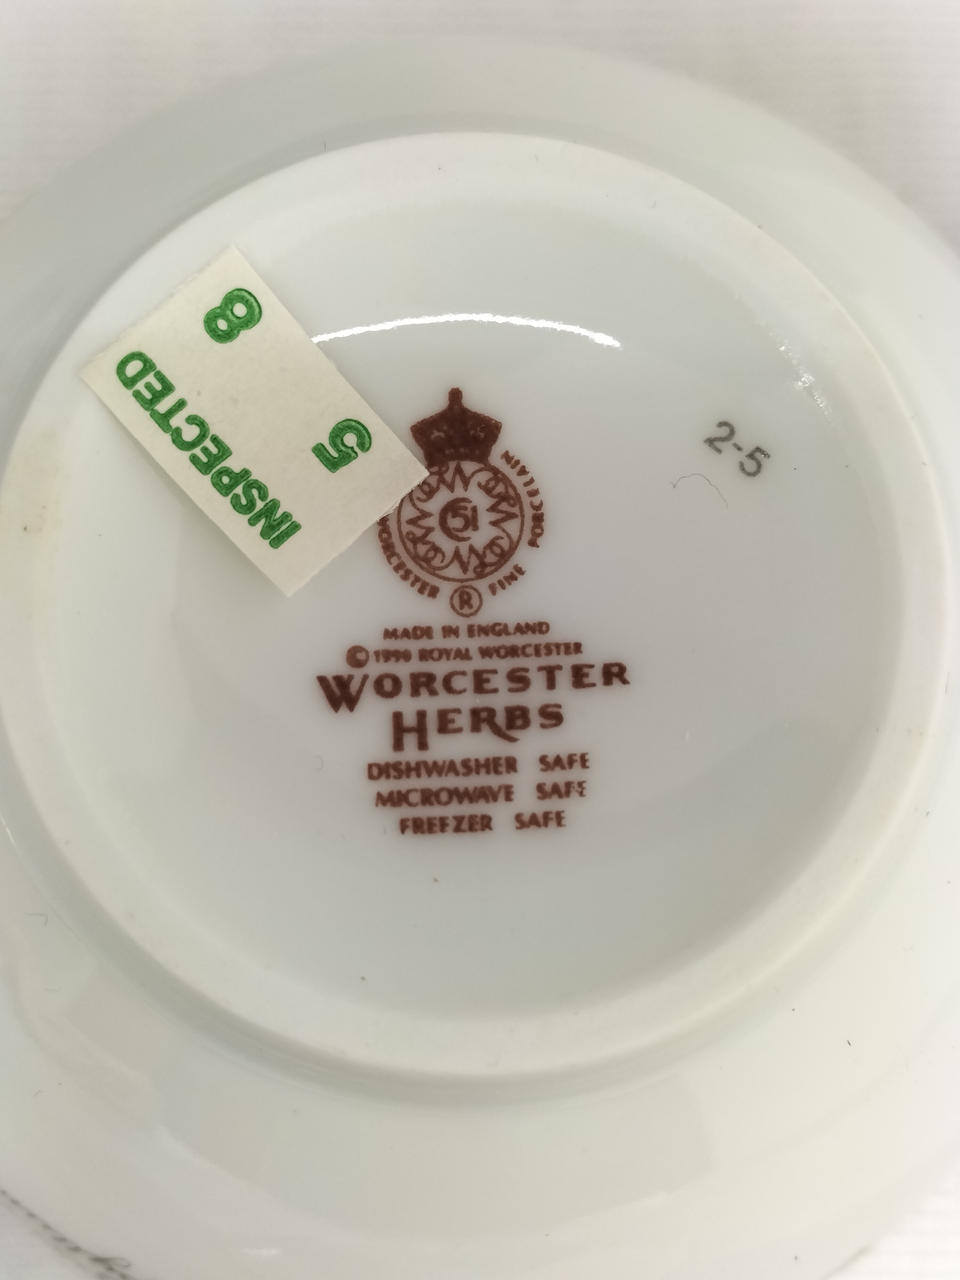 8 5
INSPECTED
2-5
51
WORCESTER FINE PORCELAIN
®
MADE IN ENGLAND
© 1990 ROYAL WORCESTER
WORCESTER
HERBS
DISHWASHER SAFE
MICROWAVE SAFE
FREEZER SAFE